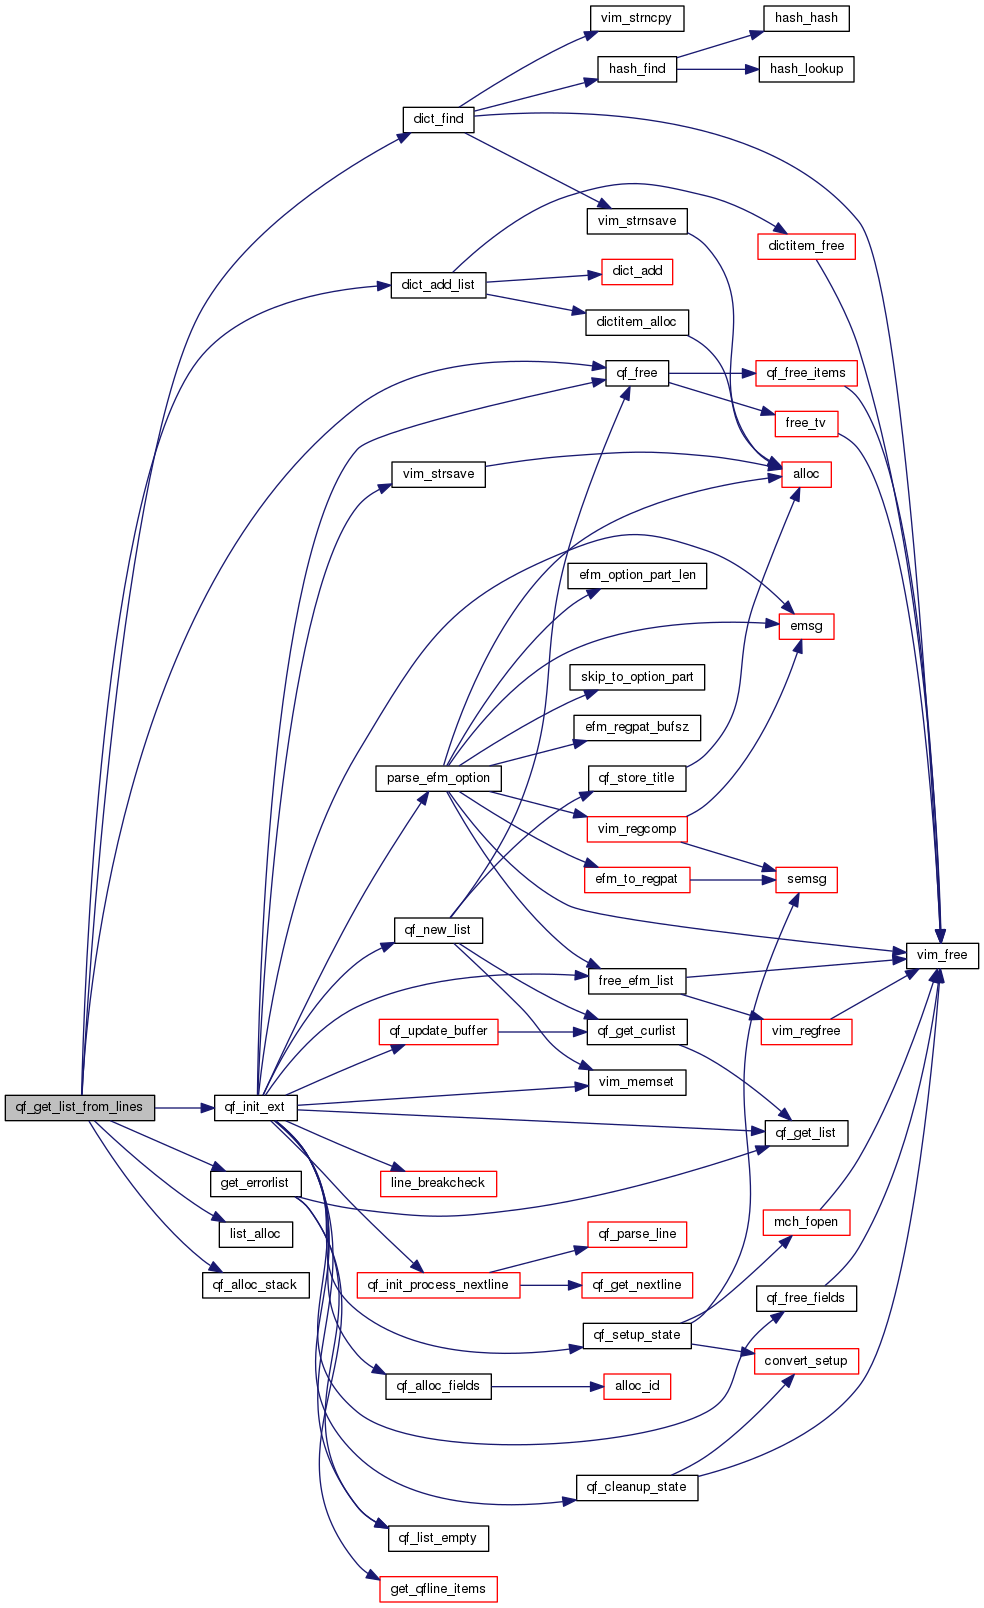 vim_strncpy
hash_hash
hash_find
hash_lookup
dict_find
vim_strnsave
dictitem_free
dict_add
dict_add_list
dictitem_alloc
qf_free
qf_free_items
free_tv
vim_strsave
alloc
efm_option_part_len
emsg
skip_to_option_part
efm_regpat_bufsz
parse_efm_option
qf_store_title
vim_regcomp
efm_to_regpat
semsg
qf_new_list
vim_free
free_efm_list
qf_update_buffer
qf_get_curlist
vim_regfree
vim_memset
qf_get_list_from_lines
qf_init_ext
qf_get_list
get_errorlist
line_breakcheck
list_alloc
mch_fopen
qf_parse_line
qf_alloc_stack
qf_init_process_nextline
qf_get_nextline
qf_free_fields
qf_setup_state
convert_setup
qf_alloc_fields
alloc_id
qf_cleanup_state
qf_list_empty
get_qfline_items